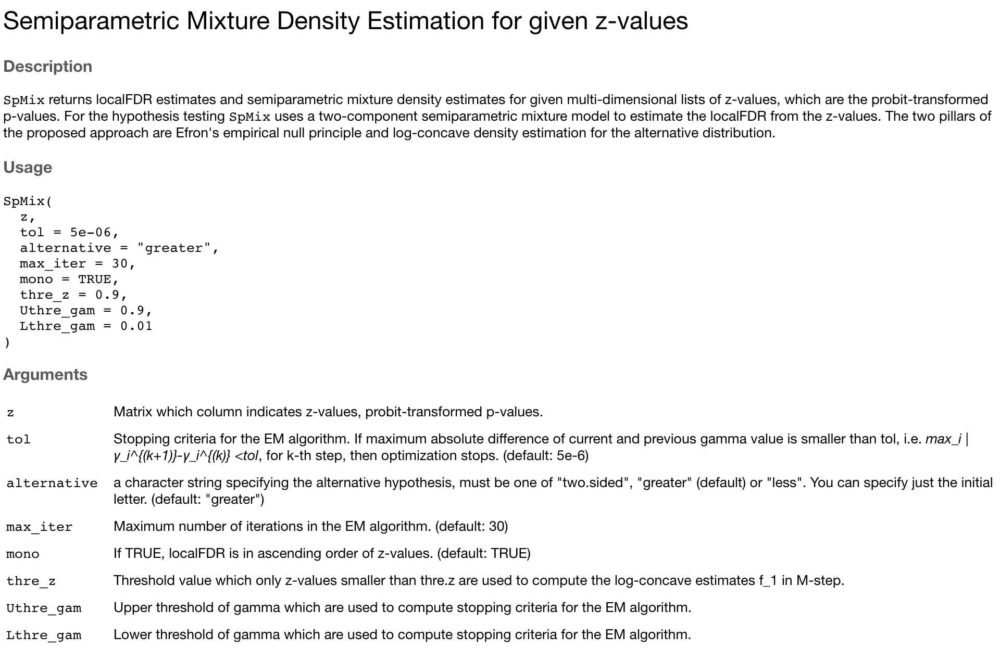 Semiparametric Mixture Density Estimation for given z-values
Description
SpMix returns localFDR estimates and semiparametric mixture density estimates for given multi-dimensional lists of z-values, which are the probit-transformed
p-values. For the hypothesis testing SpMix uses a two-component semiparametric mixture model to estimate the localFDR from the z-values. The two pillars of
the proposed approach are Efron's empirical null principle and log-concave density estimation for the alternative distribution.
Usage
SpMix(
  z,
  tol = 5e-06,
  alternative = "greater",
  max_iter = 30,
  mono = TRUE,
  thre_z = 0.9,
  Uthre_gam = 0.9,
  Lthre_gam = 0.01
)
Arguments
z Matrix which column indicates z-values, probit-transformed p-values.
tol Stopping criteria for the EM algorithm. If maximum absolute difference of current and previous gamma value is smaller than tol, i.e. max_i |
γ_i^{(k+1)}-γ_i^{(k)} <tol, for k-th step, then optimization stops. (default: 5e-6)
alternative a character string specifying the alternative hypothesis, must be one of "two.sided", "greater" (default) or "less". You can specify just the initial
letter. (default: "greater")
max_iter Maximum number of iterations in the EM algorithm. (default: 30)
mono If TRUE, localFDR is in ascending order of z-values. (default: TRUE)
thre_z Threshold value which only z-values smaller than thre.z are used to compute the log-concave estimates f_1 in M-step.
Uthre_gam Upper threshold of gamma which are used to compute stopping criteria for the EM algorithm.
Lthre_gam Lower threshold of gamma which are used to compute stopping criteria for the EM algorithm.